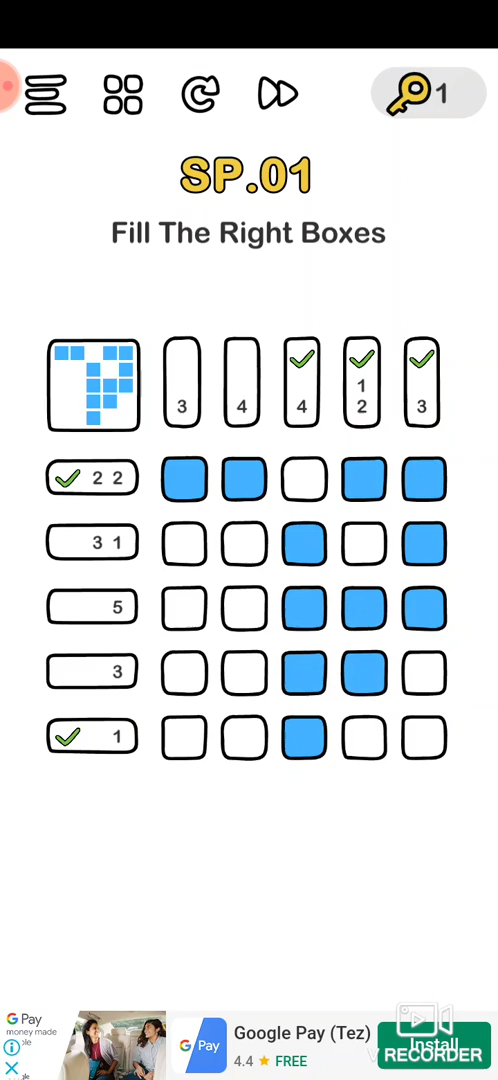 1
SP.01
Fill The Right Boxes
3 4 4 1 2 3
2 2
3 1
5
3
1
G Pay
money made
Google Pay (Tez)
G Pay
4.4 FREE
Install
RECORDER